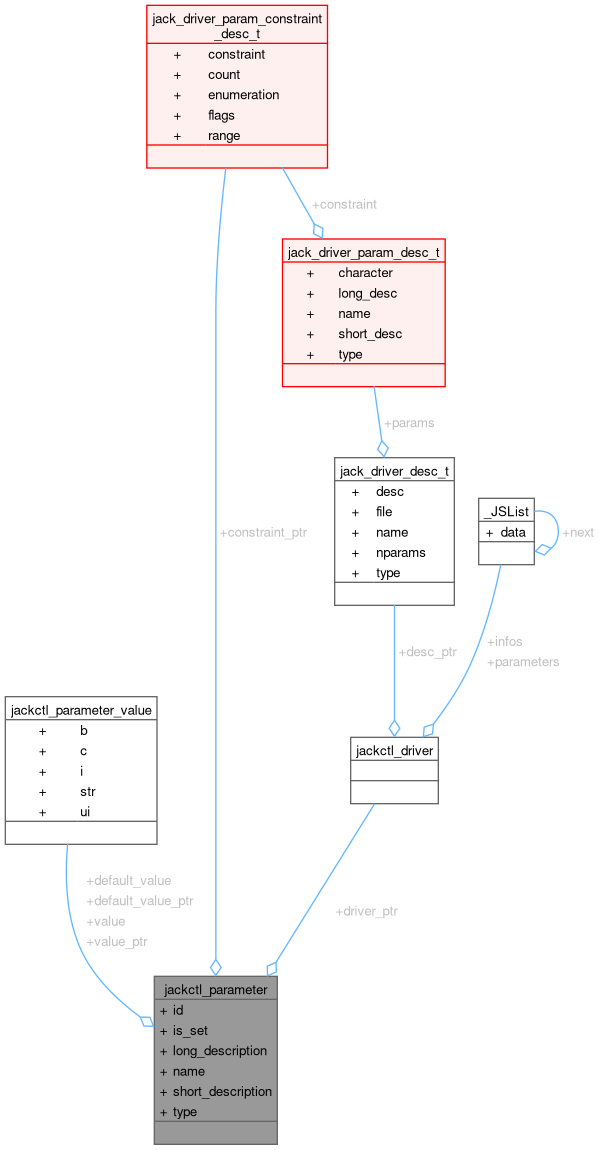 jack_driver_param_constraint
_desc_t
+ constraint
+ count
+ enumeration
+ flags
+ range
+constraint
jack_driver_param_desc_t
+ character
+ long_desc
+ name
+ short_desc
+ type
+params
jack_driver_desc_t
+ desc
+ file
+ name
+ nparams
+ type
_JSList
+ data
+next
+constraint_ptr
+desc_ptr
+infos
+parameters
jackctl_parameter_value
+ b
+ c
+ i
+ str
+ ui
jackctl_driver
+default_value
+default_value_ptr
+value
+value_ptr
+driver_ptr
jackctl_parameter
+ id
+ is_set
+ long_description
+ name
+ short_description
+ type